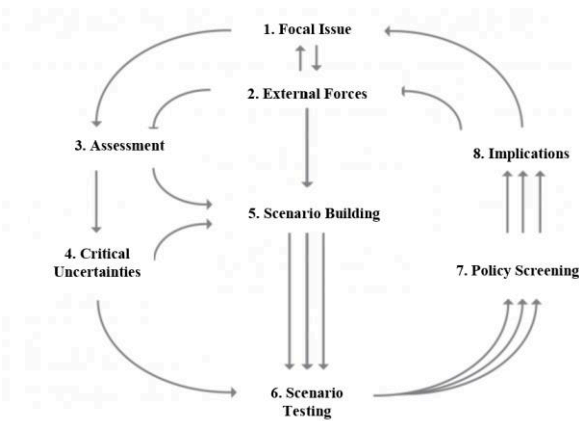 1. Focal Issue
2. External Forces
3. Assessment
8. Implications
5. Scenario Building
4. Critical
Uncertainties
7. Policy Screening
6. Scenario
Testing